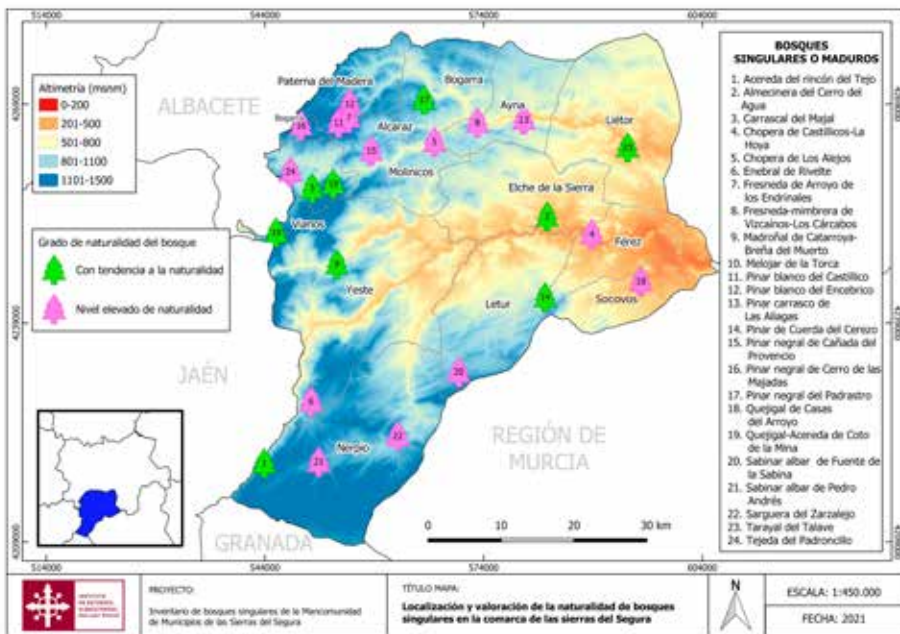 514000
544000
574000
604000
4269000
4239000
4209000
Altimetría (msnm)
0-200
201-500
501-800
801-1100
1101-1500
Grado de naturalidad del bosque
Con tendencia a la naturalidad
Nivel elevado de naturalidad
ALBACETE
JAÉN
GRANADA
REGIÓN DE
MURCIA
Paterna del Madera
Bogarra
Ayna
Liétor
Alcaraz
Molinicos
Elche de la Sierra
Vianos
Férez
Yeste
Letur
Socovos
Nerpio
0 10 20 30 km
BOSQUES
SINGULARES O MADUROS
1. Acereda del rincón del Tejo
2. Almecinera del Cerro del
Agua
3. Carrascal del Majal
4. Chopera de Castillicos-La
Hoya
5. Chopera de Los Alejos
6. Enebral de Rivelte
7. Fresneda de Arroyo de
los Endrinales
8. Fresneda-mimbrera de
Vizcaínos-Los Cárcabos
9. Madroñal de Catarroya-
Breña del Muerto
10. Melojar de la Torca
11. Pinar blanco del Castillico
12. Pinar blanco del Encebrico
13. Pinar carrasco de
Las Aliagas
14. Pinar de Cuerda del Cerezo
15. Pinar negral de Cañada del
Provencio
16. Pinar negral de Cerro de las
Majadas
17. Pinar negral del Padrastro
18. Quejigal de Casas
del Arroyo
19. Quejigal-Acereda de Coto
de la Mina
20. Sabinar albar de Fuente de
la Sabina
21. Sabinar albar de Pedro
Andrés
22. Sarguera del Zarzalejo
23. Tarayal del Talave
24. Tejeda del Padroncillo
INSTITUTO
DE ESTUDIOS
ALBACETENSES
PROYECTO:
Inventario de bosques singulares de la Mancomunidad
de Municipios de las Sierras del Segura
TÍTULO MAPA:
Localización y valoración de la naturalidad de bosques
singulares en la comarca de las sierras del Segura
N
ESCALA: 1:450.000
FECHA: 2021